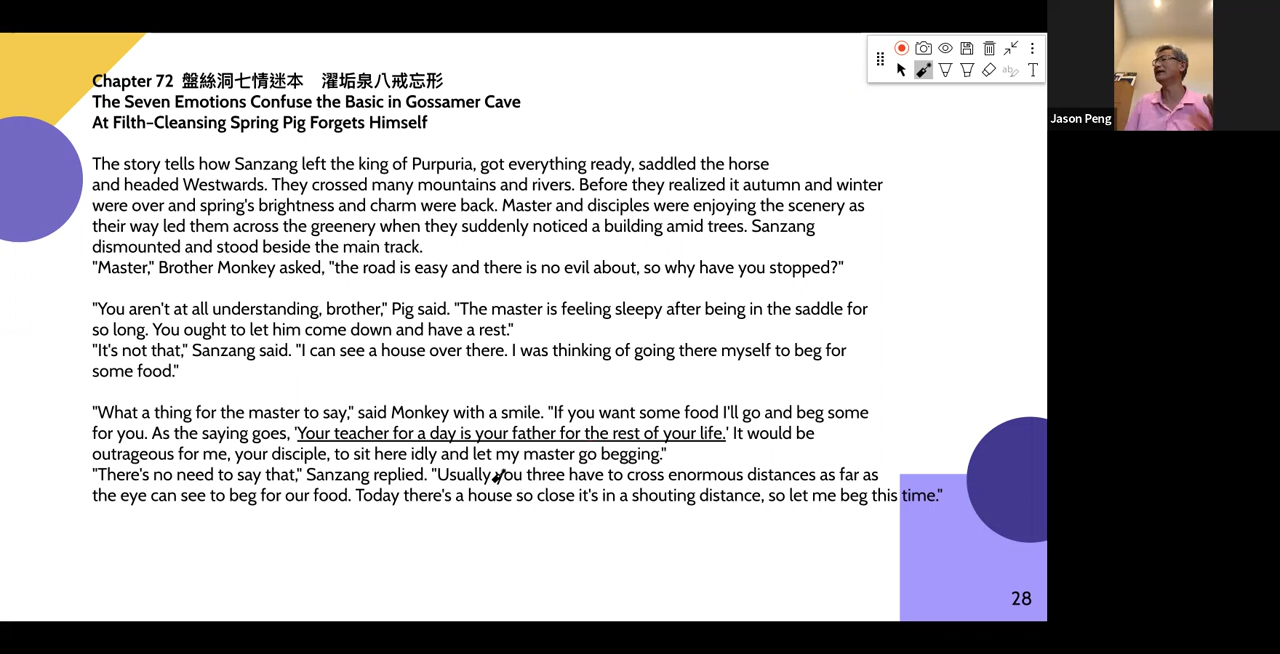 Chapter 72 盤絲洞七情迷本 濯垢泉八戒忘形
The Seven Emotions Confuse the Basic in Gossamer Cave
At Filth-Cleansing Spring Pig Forgets Himself
The story tells how Sanzang left the king of Purpuria, got everything ready, saddled the horse
and headed Westwards. They crossed many mountains and rivers. Before they realized it autumn and winter
were over and spring's brightness and charm were back. Master and disciples were enjoying the scenery as
their way led them across the greenery when they suddenly noticed a building amid trees. Sanzang
dismounted and stood beside the main track.
"Master," Brother Monkey asked, "the road is easy and there is no evil about, so why have you stopped?"
"You aren't at all understanding, brother," Pig said. "The master is feeling sleepy after being in the saddle for
so long. You ought to let him come down and have a rest."
"It's not that," Sanzang said. "I can see a house over there. I was thinking of going there myself to beg for
some food."
"What a thing for the master to say," said Monkey with a smile. "If you want some food I'll go and beg some
for you. As the saying goes, 'Your teacher for a day is your father for the rest of your life.' It would be
outrageous for me, your disciple, to sit here idly and let my master go begging."
"There's no need to say that," Sanzang replied. "Usually you three have to cross enormous distances as far as
the eye can see to beg for our food. Today there's a house so close it's in a shouting distance, so let me beg this time."
28
ab
T
Jason Peng